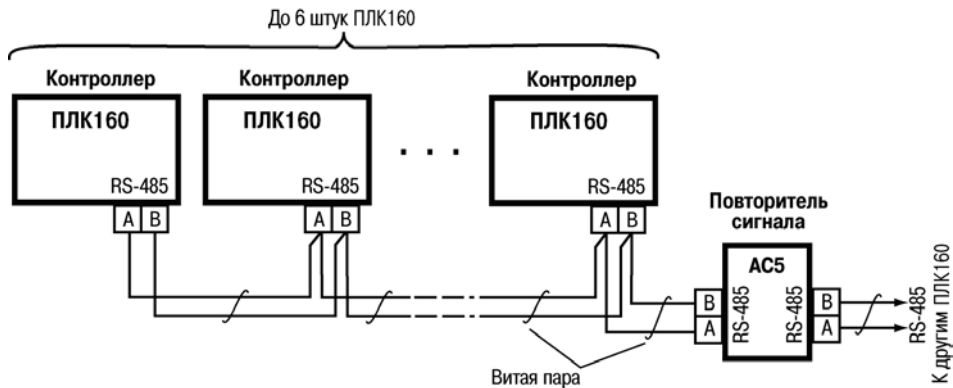 До 6 штук ПЛК160
Контроллер
Контроллер
Контроллер
ПЛК160
ПЛК160
ПЛК160
. . .
RS-485
RS-485
RS-485
А В
А В
А В
Повторитель
сигнала
АС5
В
А
RS-485
RS-485
В
А
RS-485
К другим ПЛК160
Витая пара